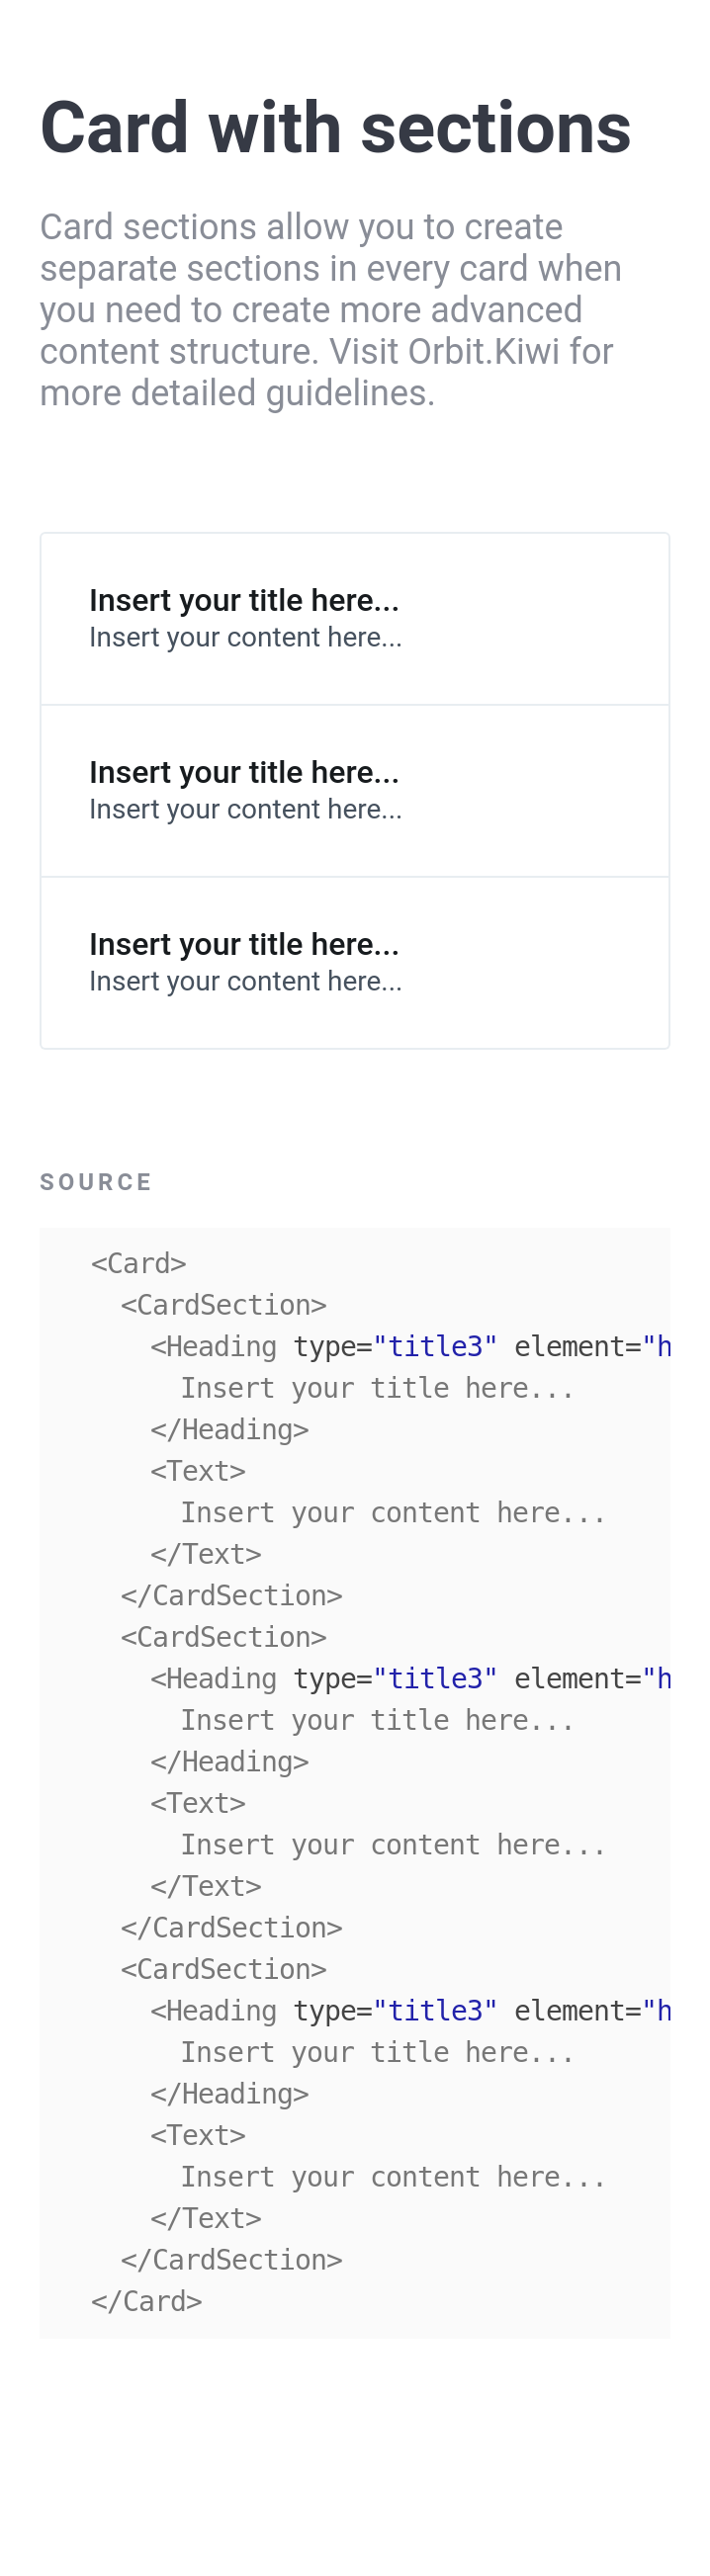 Card with sections
Card sections allow you to create
separate sections in every card when
you need to create more advanced
content structure. Visit Orbit.Kiwi for
more detailed guidelines.
Insert your title here...
Insert your content here...
Insert your title here...
Insert your content here...
Insert your title here...
Insert your content here...
SOURCE
<Card>
<CardSection>
<Heading type="title3" element="h
Insert your title here...
</Heading>
<Text>
Insert your content here...
</Text>
</CardSection>
<CardSection>
<Heading type="title3" element="h
Insert your title here...
</Heading>
<Text>
Insert your content here...
</Text>
</CardSection>
<CardSection>
<Heading type="title3" element="h
Insert your title here...
</Heading>
<Text>
Insert your content here...
</Text>
</CardSection>
</Card>